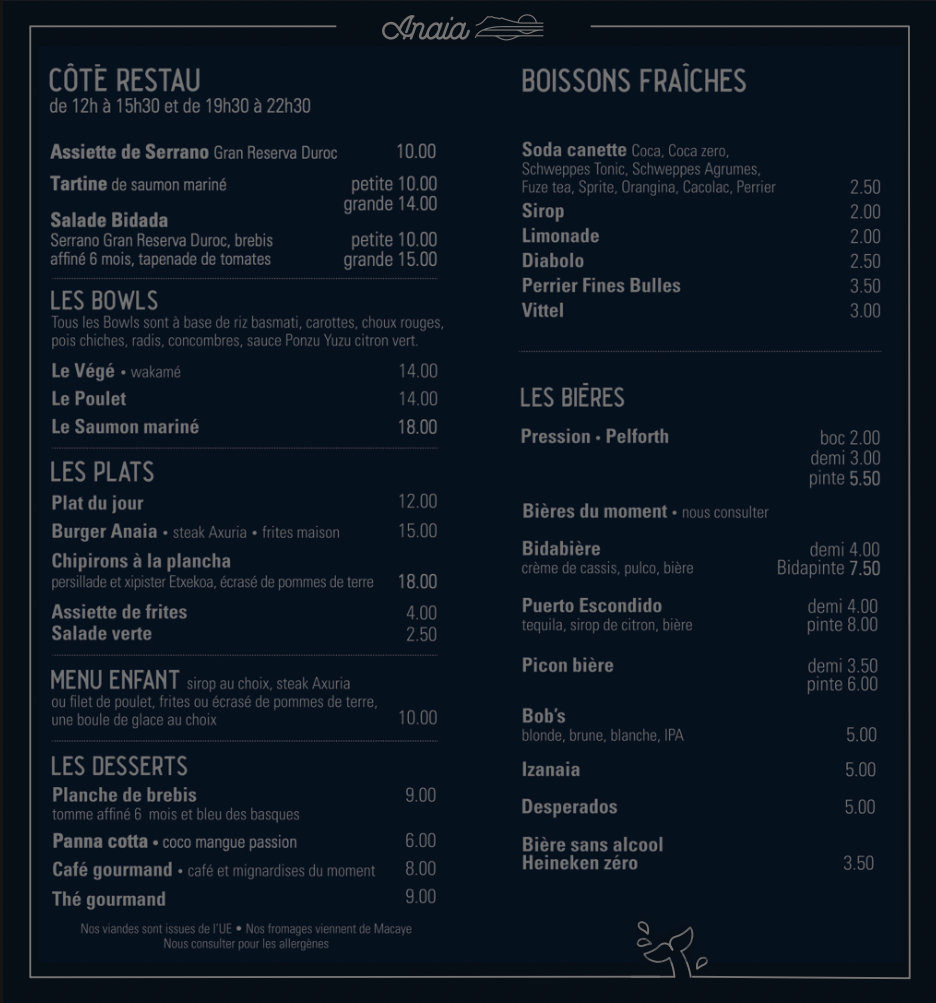 Anaia
CÔTĒ RESTAU
de 12h à 15h30 et de 19h30 à 22h30
Assiette de Serrano Gran Reserva Duroc 10.00
Tartine de saumon mariné petite 10.00
grande 14.00
Salade Bidada
Serrano Gran Reserva Duroc, brebis petite 10.00
affiné 6 mois, tapenade de tomates grande 15.00
LES BOWLS
Tous les Bowls sont à base de riz basmati, carottes, choux rouges,
pois chiches, radis, concombres, sauce Ponzu Yuzu citron vert.
Le Végé • wakamé 14.00
Le Poulet 14.00
Le Saumon mariné 18.00
LES PLATS
Plat du jour 12.00
Burger Anaia • steak Axuria • frites maison 15.00
Chipirons à la plancha
persillade et xipister Etxekoa, écrasé de pommes de terre 18.00
Assiette de frites 4.00
Salade verte 2.50
MENU ENFANT sirop au choix, steak Axuria
ou filet de poulet, frites ou écrasé de pommes de terre,
une boule de glace au choix 10.00
LES DESSERTS
Planche de brebis 9.00
tomme affiné 6 mois et bleu des basques
Panna cotta • coco mangue passion 6.00
Café gourmand • café et mignardises du moment 8.00
Thé gourmand 9.00
Nos viandes sont issues de l'UE • Nos fromages viennent de Macaye
Nous consulter pour les allergènes
BOISSONS FRAÎCHES
Soda canette Coca, Coca zero,
Schweppes Tonic, Schweppes Agrumes,
Fuze tea, Sprite, Orangina, Cacolac, Perrier 2.50
Sirop 2.00
Limonade 2.00
Diabolo 2.50
Perrier Fines Bulles 3.50
Vittel 3.00
LES BIĒRES
Pression • Pelforth boc 2.00
demi 3.00
pinte 5.50
Bières du moment • nous consulter
Bidabière demi 4.00
crème de cassis, pulco, bière Bidapinte 7.50
Puerto Escondido demi 4.00
tequila, sirop de citron, bière pinte 8.00
Picon bière demi 3.50
pinte 6.00
Bob's
blonde, brune, blanche, IPA 5.00
Izanaia 5.00
Desperados 5.00
Bière sans alcool
Heineken zéro 3.50